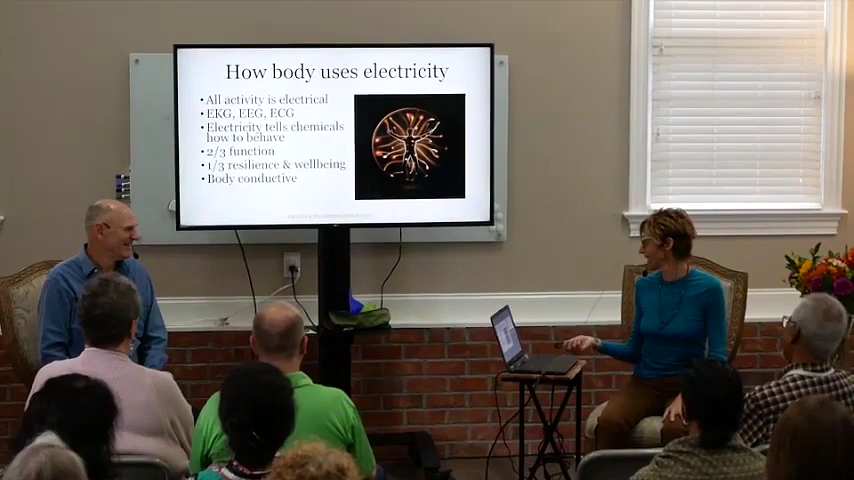 How body uses electricity
• All activity is electrical
• EKG, EEG, ECG
• Electricity tells chemicals
how to behave
• 2/3 function
• 1/3 resilience & wellbeing
• Body conductive